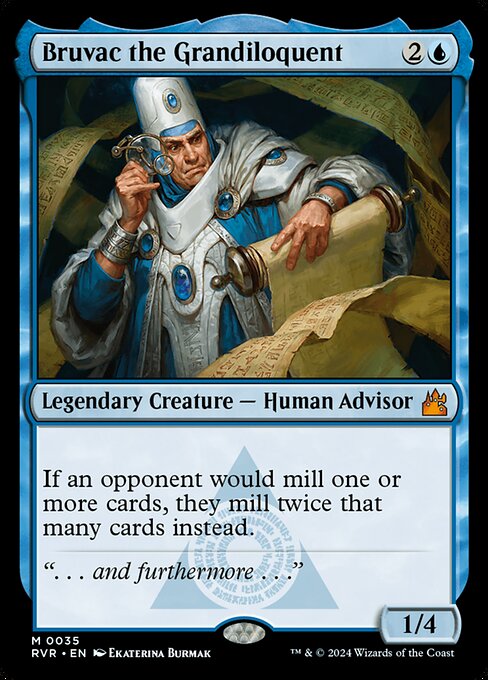 Bruvac the Grandiloquent 2
Legendary Creature — Human Advisor
If an opponent would mill one or
more cards, they mill twice that
many cards instead.
“. . . and furthermore . . .”
1/4
M 0035
RVR • EN Ekaterina Burmak
™ & © 2024 Wizards of the Coast